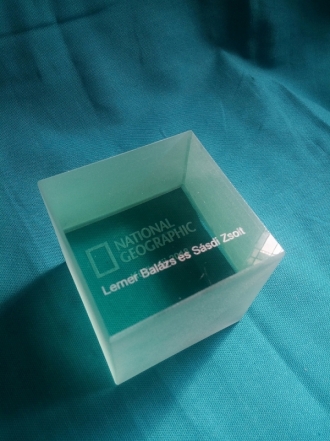 NATIONAL
GEOGRAPHIC
Lerner Balázs és Sásdi Zsolt